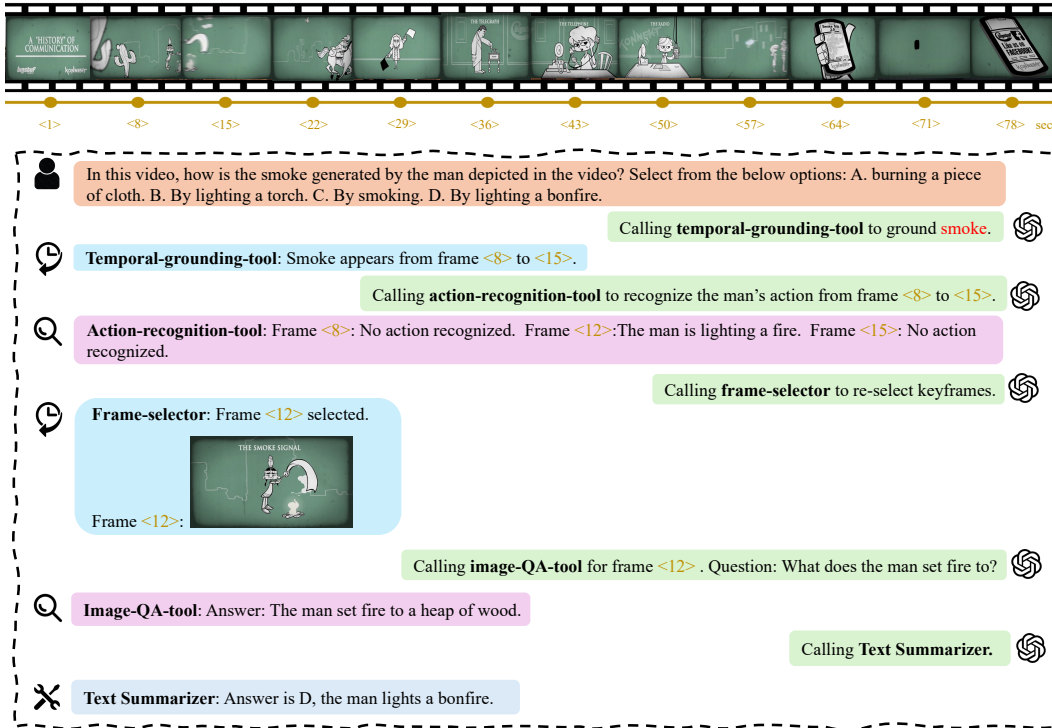 A "HISTORY" OF
COMMUNICATION
THE TELEGRAPH
THE TELEPHONE
THE RADIO
Like us on
FACEBOOK!
<1>
<8>
<15>
<22>
<29>
<36>
<43>
<50>
<57>
<64>
<71>
<78>
sec
In this video, how is the smoke generated by the man depicted in the video? Select from the below options: A. burning a piece
of cloth. B. By lighting a torch. C. By smoking. D. By lighting a bonfire.
Calling temporal-grounding-tool to ground smoke.
Temporal-grounding-tool: Smoke appears from frame <8> to <15>.
Calling action-recognition-tool to recognize the man's action from frame <8> to <15>.
Action-recognition-tool: Frame <8>: No action recognized. Frame <12>:The man is lighting a fire. Frame <15>: No action
recognized.
Calling frame-selector to re-select keyframes.
Frame-selector: Frame <12> selected.
THE SMOKE SIGNAL
Frame <12>:
Calling image-QA-tool for frame <12> . Question: What does the man set fire to?
Image-QA-tool: Answer: The man set fire to a heap of wood.
Calling Text Summarizer.
Text Summarizer: Answer is D, the man lights a bonfire.